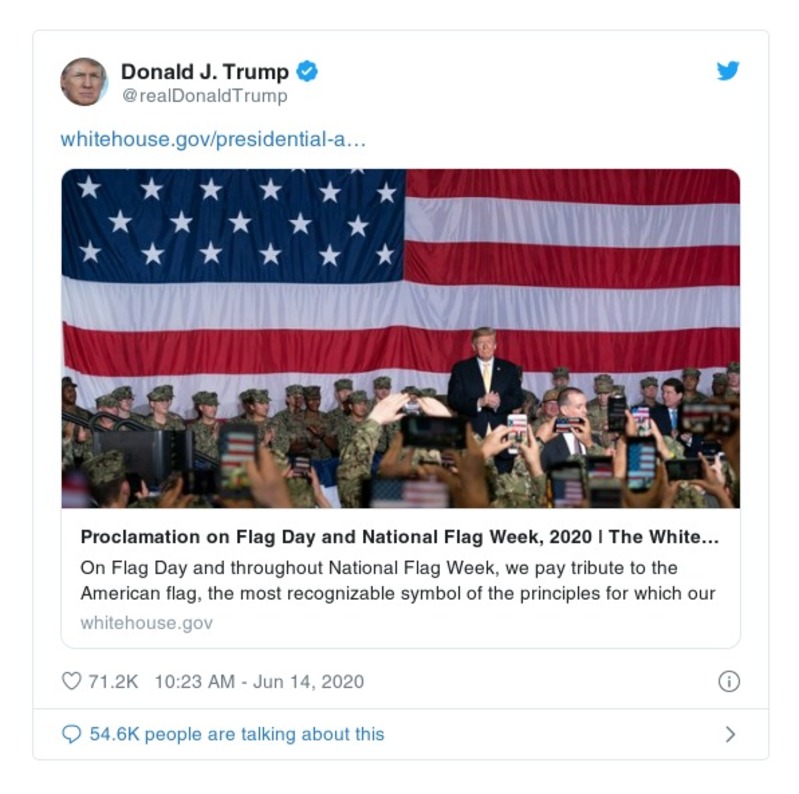 Donald J. Trump
@realDonaldTrump
whitehouse.gov/presidential-a…
Proclamation on Flag Day and National Flag Week, 2020 | The White…
On Flag Day and throughout National Flag Week, we pay tribute to the
American flag, the most recognizable symbol of the principles for which our
whitehouse.gov
71.2K 10:23 AM - Jun 14, 2020
54.6K people are talking about this